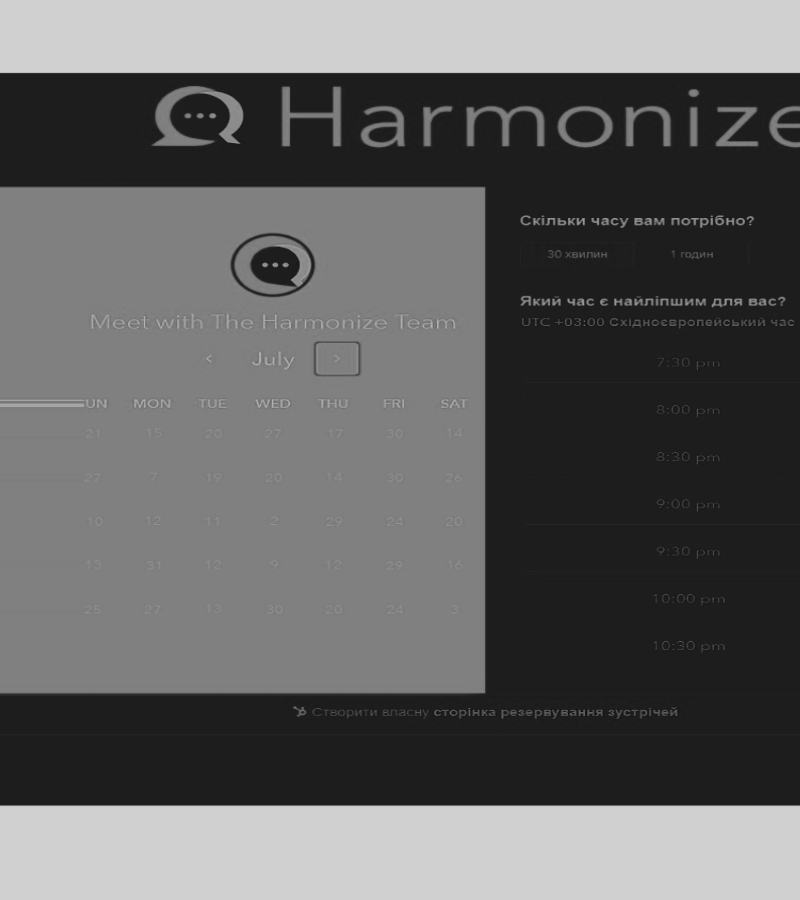 Harmonize
Meet with The Harmonize Team
July
UN MON TUE WED THU FRI SAT
21 15 20 27 17 30 14
27 7 19 20 14 30 26
10 12 11 2 29 24 20
13 31 12 9 12 29 16
25 27 13 30 20 24 3
Скільки часу вам потрібно?
30 хвилин 1 годин
Який час є найліпшим для вас?
UTC +03:00 Східноєвропейський час
7:30 pm
8:00 pm
8:30 pm
9:00 pm
9:30 pm
10:00 pm
10:30 pm
Створити власну сторінка резервування зустрічей